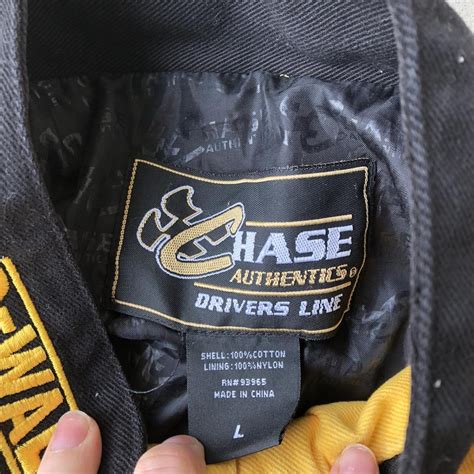 CHASE
AUTHENTICS®
DRIVERS LINE
SHELL: 100%COTTON
LINING: 100%NYLON
RN#93965
MADE IN CHINA
L